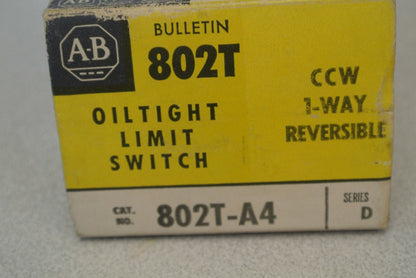 A-B
BULLETIN
802T
OILTIGHT
LIMIT
SWITCH
CCW
1-WAY
REVERSIBLE
CAT.
NO.
802T-A4
SERIES
D